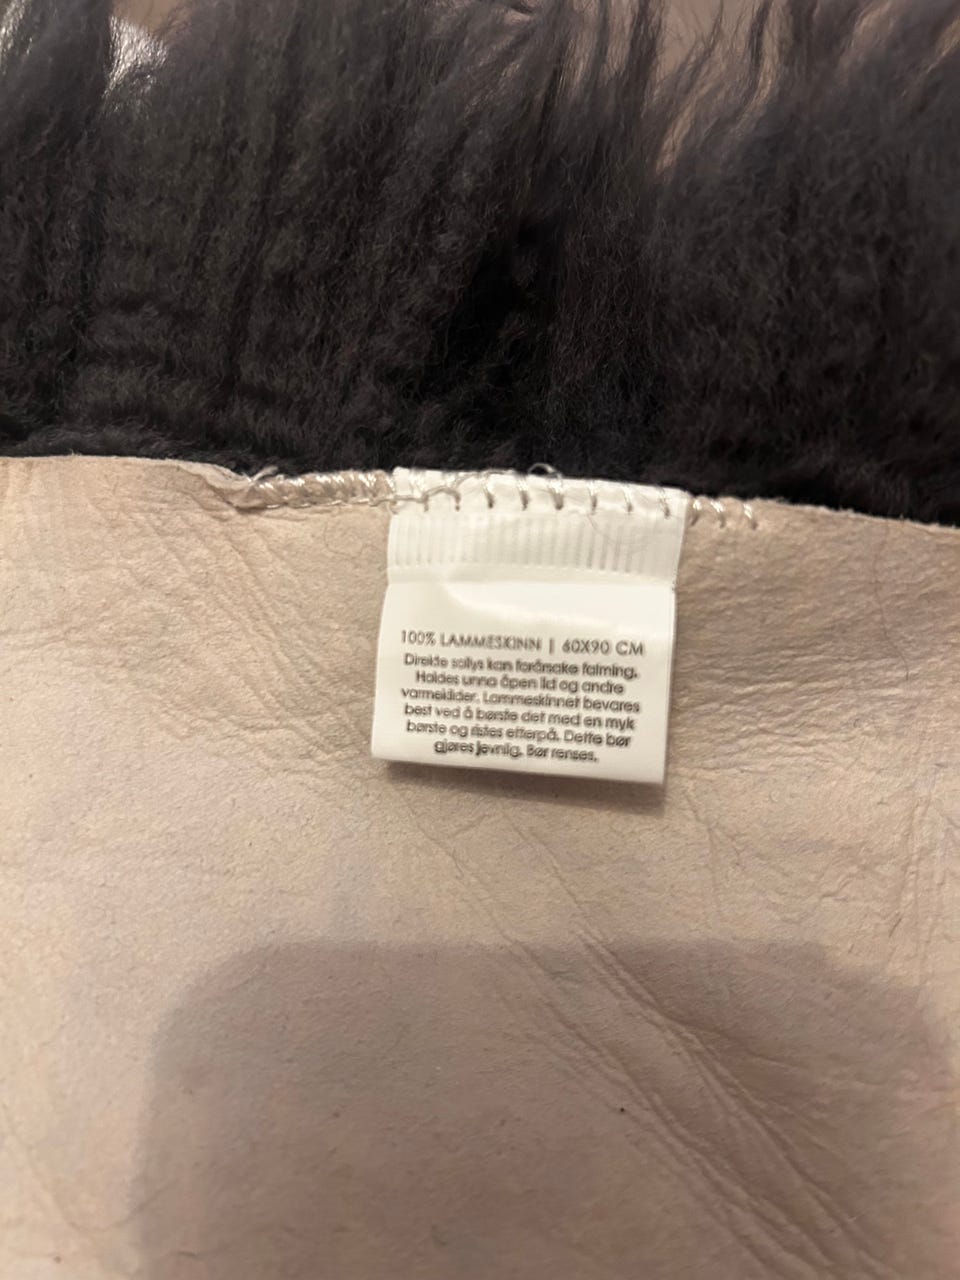 100% LAMMESKINN | 60X90 CM
Direkte sollys kan forårsake falming.
Holdes unna åpen ild og andre
varmekilder. Lammeskinnet bevares
best ved å børste det med en myk
børste og ristes etterpå. Dette bør
gjøres jevnlig. Bør renses.